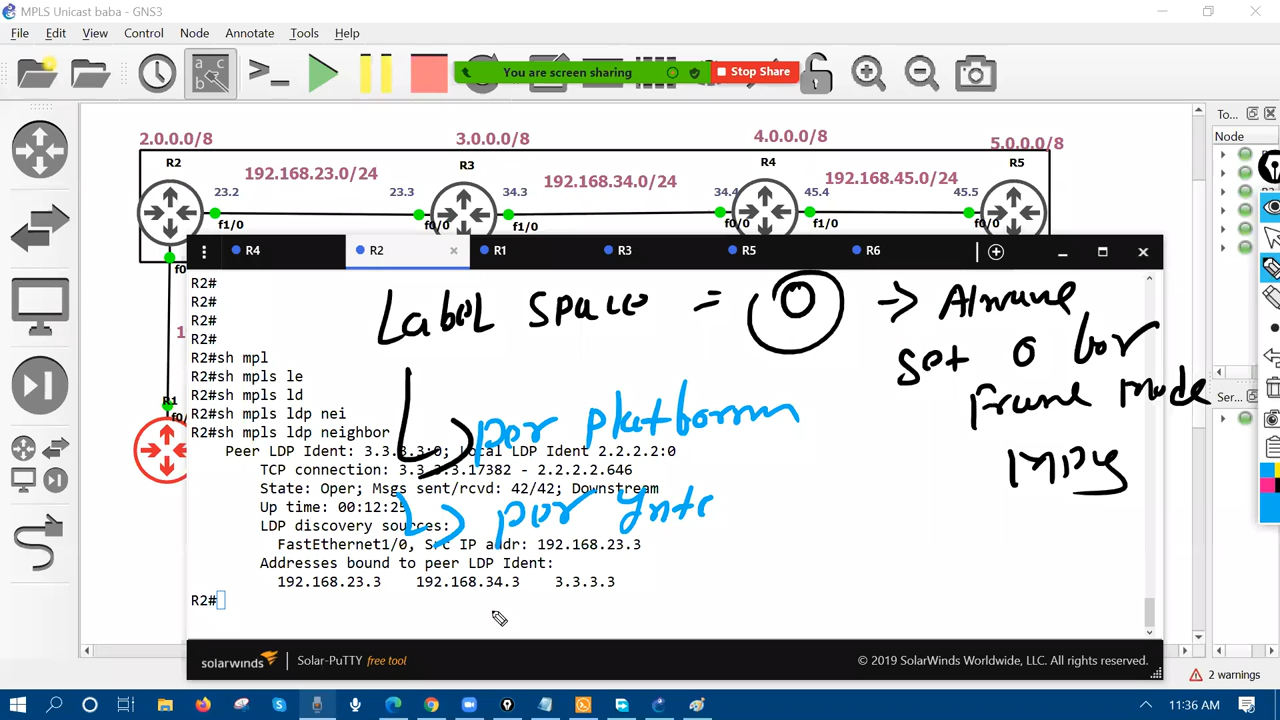 MPLS Unicast baba - GNS3
File Edit View Control Node Annotate Tools Help
You are screen sharing
Stop Share
To...
Node
2.0.0.0/8
3.0.0.0/8
4.0.0.0/8
5.0.0.0/8
R2
R3
R4
R5
192.168.23.0/24
192.168.34.0/24
192.168.45.0/24
23.2
23.3
34.3
34.4
45.4
45.5
f1/0
f0/0
f1/0
f0/0
f1/0
f0/0
R4
R2
R1
R3
R5
R6
R2#
R2#
R2#
R2#
R2#sh mpl
R2#sh mpls le
R2#sh mpls ld
R2#sh mpls ldp nei
R2#sh mpls ldp neighbor
Peer LDP Ident: 3.3.3.3:0; Local LDP Ident 2.2.2.2:0
TCP connection: 3.3.3.3.17382 - 2.2.2.2.646
State: Oper; Msgs sent/rcvd: 42/42; Downstream
Up time: 00:12:25
LDP discovery sources:
FastEthernet1/0, Src IP addr: 192.168.23.3
Addresses bound to peer LDP Ident:
192.168.23.3 192.168.34.3 3.3.3.3
R2#
Label space = 0 →
set 0 for
Frame mode
per platform
per Inte
R1
Ser...
solarwinds Solar-PuTTY free tool
© 2019 SolarWinds Worldwide, LLC. All rights reserved.
2 warnings
11:36 AM